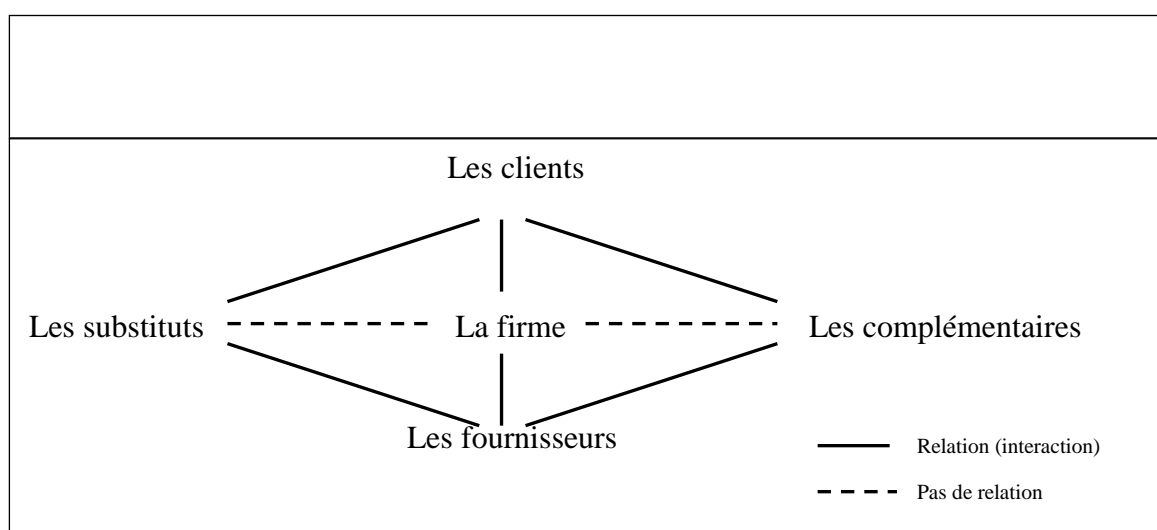 Les clients
Les substituts
La firme
Les complémentaires
Les fournisseurs
Relation (interaction)
Pas de relation